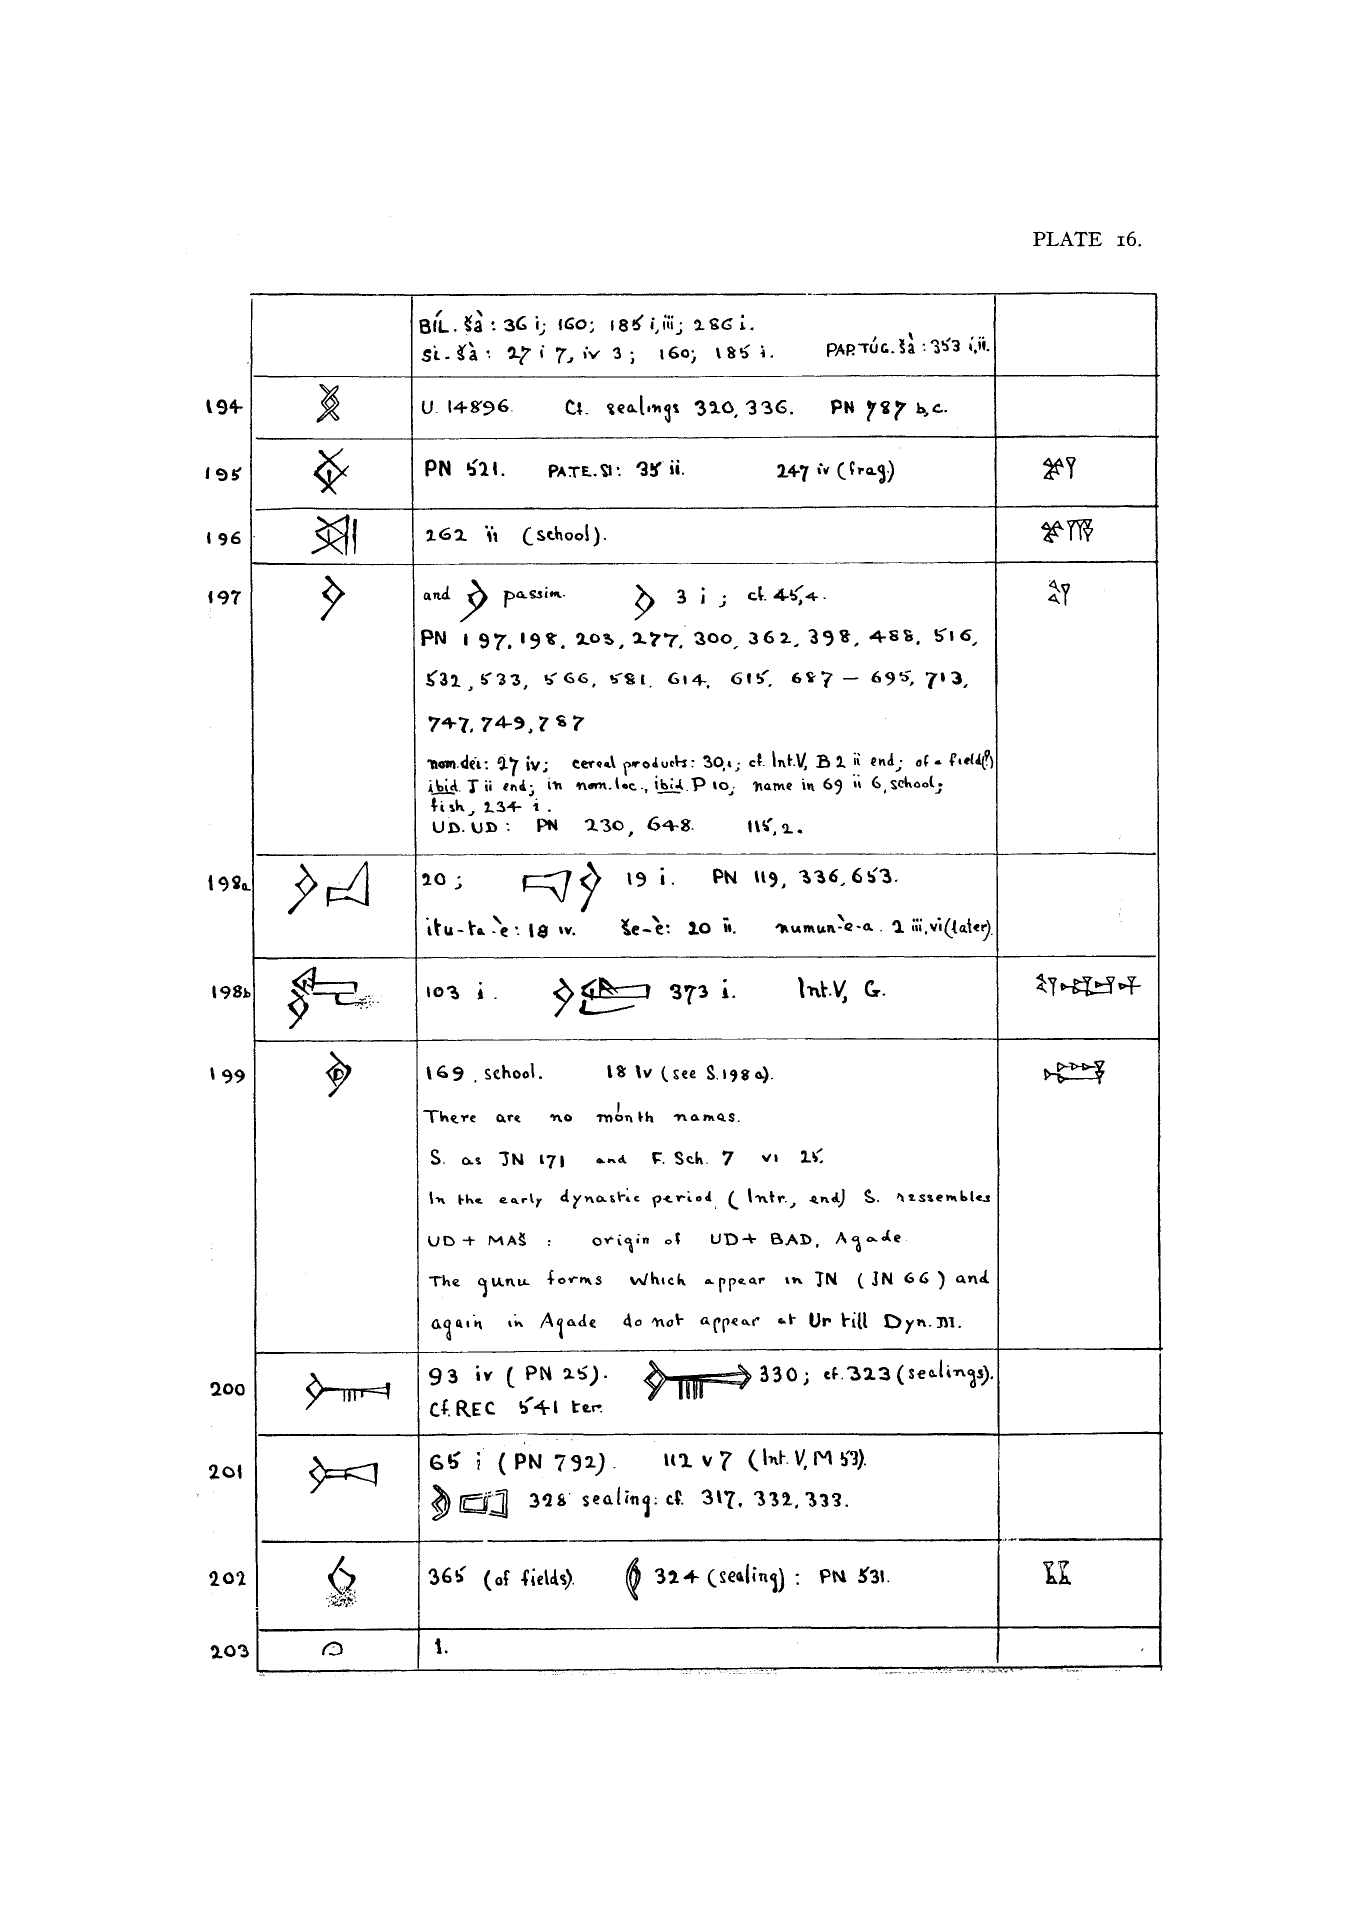 PLATE 16.
BÍL. šà: 36 i; 160; 185 i, iii; 286 i.
SI-šà: 27 i 7, iv 3; 160; 185 i. PAP.TÚG.šà: 353 i, ii.
194 U. 14896. Cf. sealings 320, 336. PN 787 b, c.
195 PN 521. PA.TE.SI: 35 ii. 247 iv (frag.)
196 262 ii (school).
197 and passim. 3 i; cf. 45, 4.
PN 197, 198, 203, 277, 300, 362, 398, 488, 516,
532, 533, 566, 581, 614, 615, 687 — 695, 713,
747, 749, 787
nom.dei: 27 iv; cereal products: 30, i; cf. Int.V, B 2 ii end; of a field(?)
ibid. J ii end; in nom.loc., ibid. P 10; name in 69 ii 6, school;
fish, 234 i.
UD.UD: PN 230, 648. 115, 2.
198a 20; 19 i. PN 119, 336, 653.
itu-ta-è: 18 iv. še-è: 20 ii. numun-è-a. 2 iii, vi (later).
198b 103 i. 373 i. Int.V, G.
199 169, school. 18 iv (see S.198a).
There are no month names.
S. as JN 171 and F. Sch. 7 vi 25.
In the early dynastic period, (Intr., end) S. ressembles
UD + MAŠ : origin of UD + BAD, Agade.
The gunu forms which appear in JN (JN 66) and
again in Agade do not appear at Ur till Dyn. III.
200 93 iv (PN 25). 330; cf. 323 (sealings).
Cf. REC 541 ter.
201 65 i (PN 792). 112 v 7 (Int. V, M 53).
328 sealing: cf. 317, 332, 333.
202 365 (of fields). 324 (sealing): PN 531.
203 1.